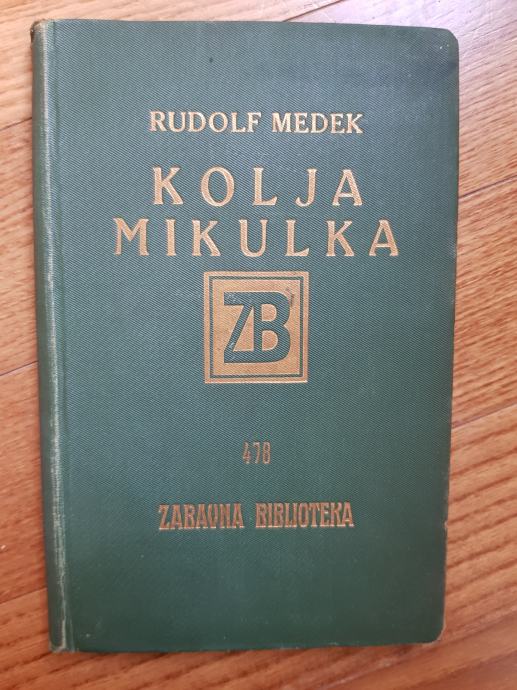 RUDOLF MEDEK
KOLJA
MIKULKA
ZB
478
ZABAVNA BIBLIOTEKA